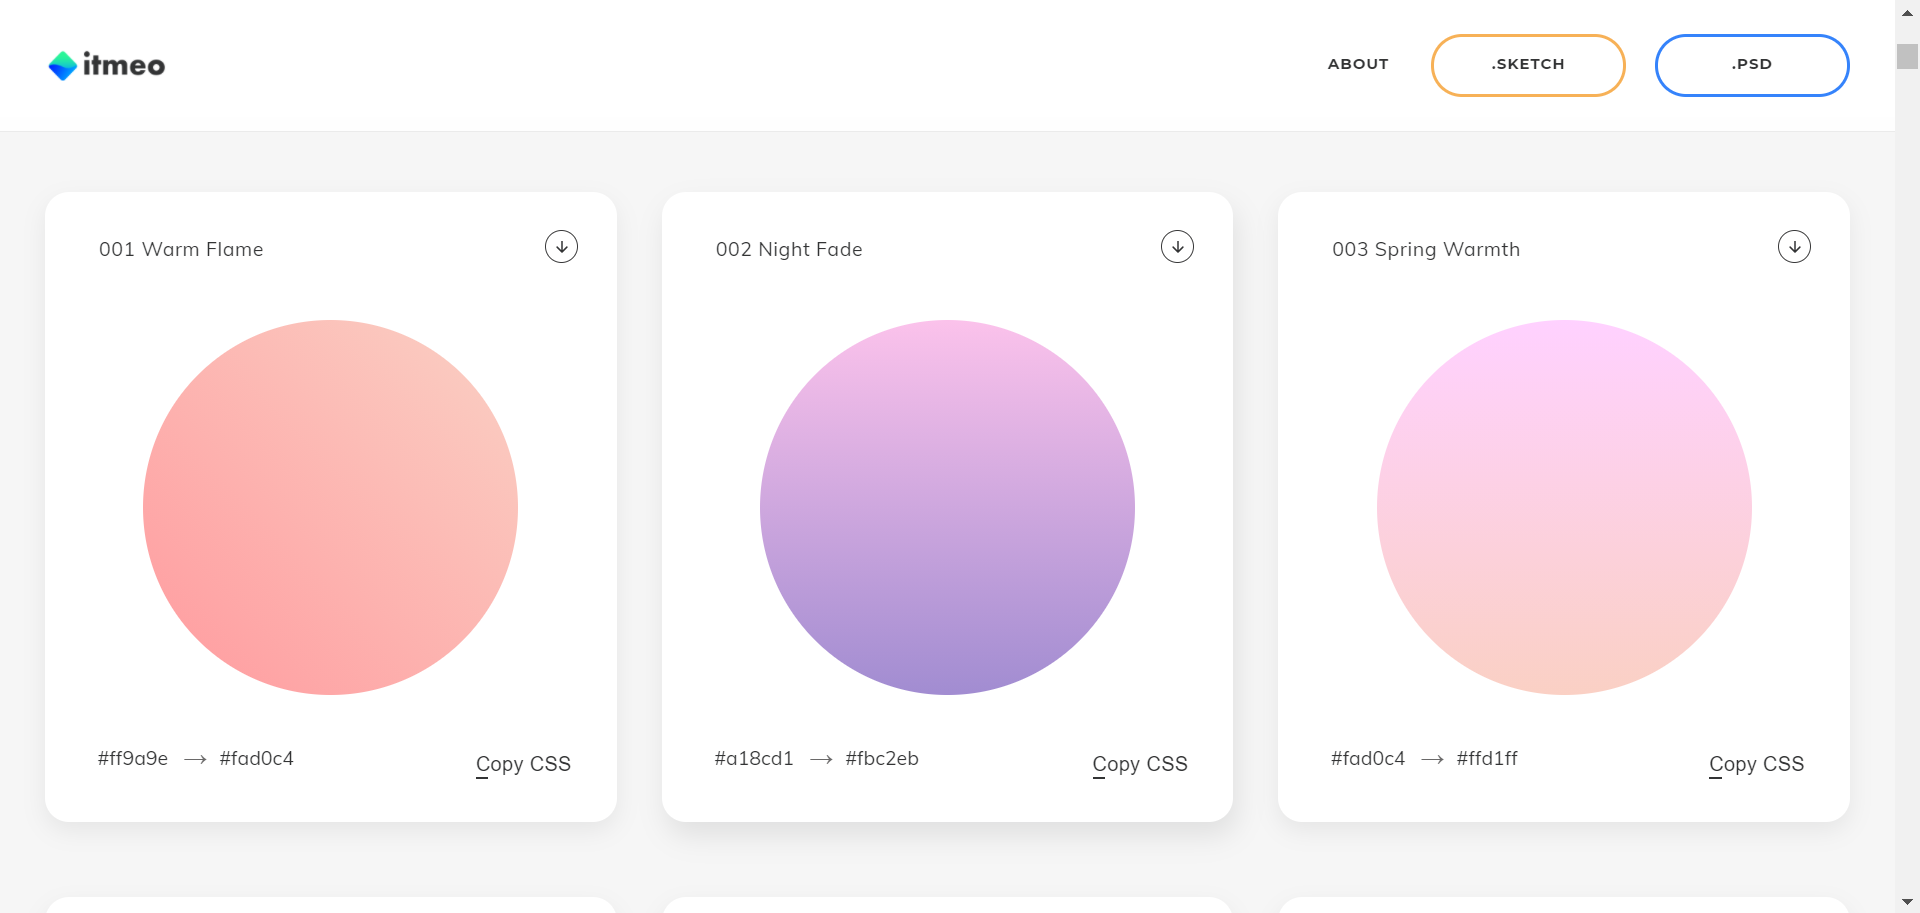 itmeo
ABOUT
.SKETCH
.PSD
001 Warm Flame
002 Night Fade
003 Spring Warmth
#ff9a9e → #fad0c4
Copy CSS
#a18cd1 → #fbc2eb
Copy CSS
#fad0c4 → #ffd1ff
Copy CSS